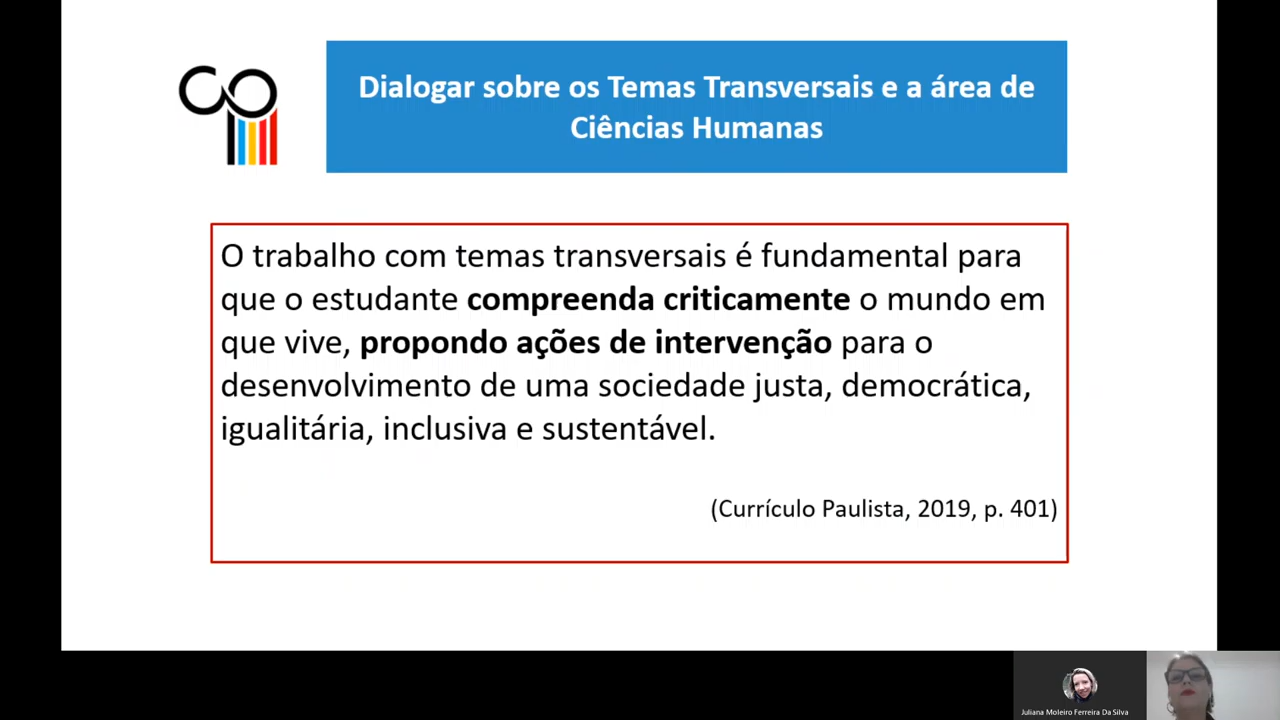 Dialogar sobre os Temas Transversais e a área de
Ciências Humanas
O trabalho com temas transversais é fundamental para
que o estudante compreenda criticamente o mundo em
que vive, propondo ações de intervenção para o
desenvolvimento de uma sociedade justa, democrática,
igualitária, inclusiva e sustentável.
(Currículo Paulista, 2019, p. 401)
Juliana Moleiro Ferreira Da Silva